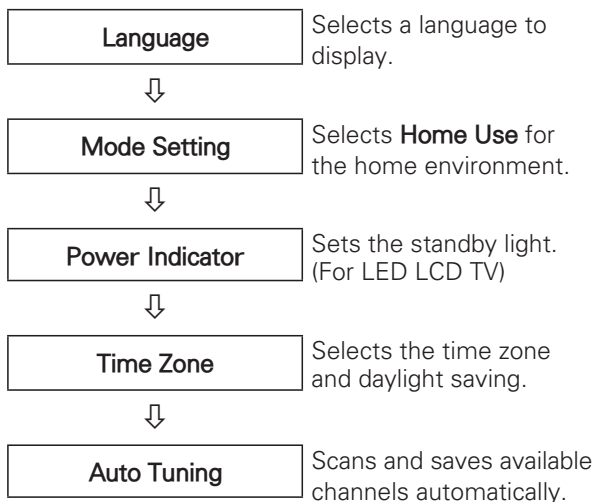 Language
Selects a language to
display.
Mode Setting
Selects Home Use for
the home environment.
Power Indicator
Sets the standby light.
(For LED LCD TV)
Time Zone
Selects the time zone
and daylight saving.
Auto Tuning
Scans and saves available
channels automatically.